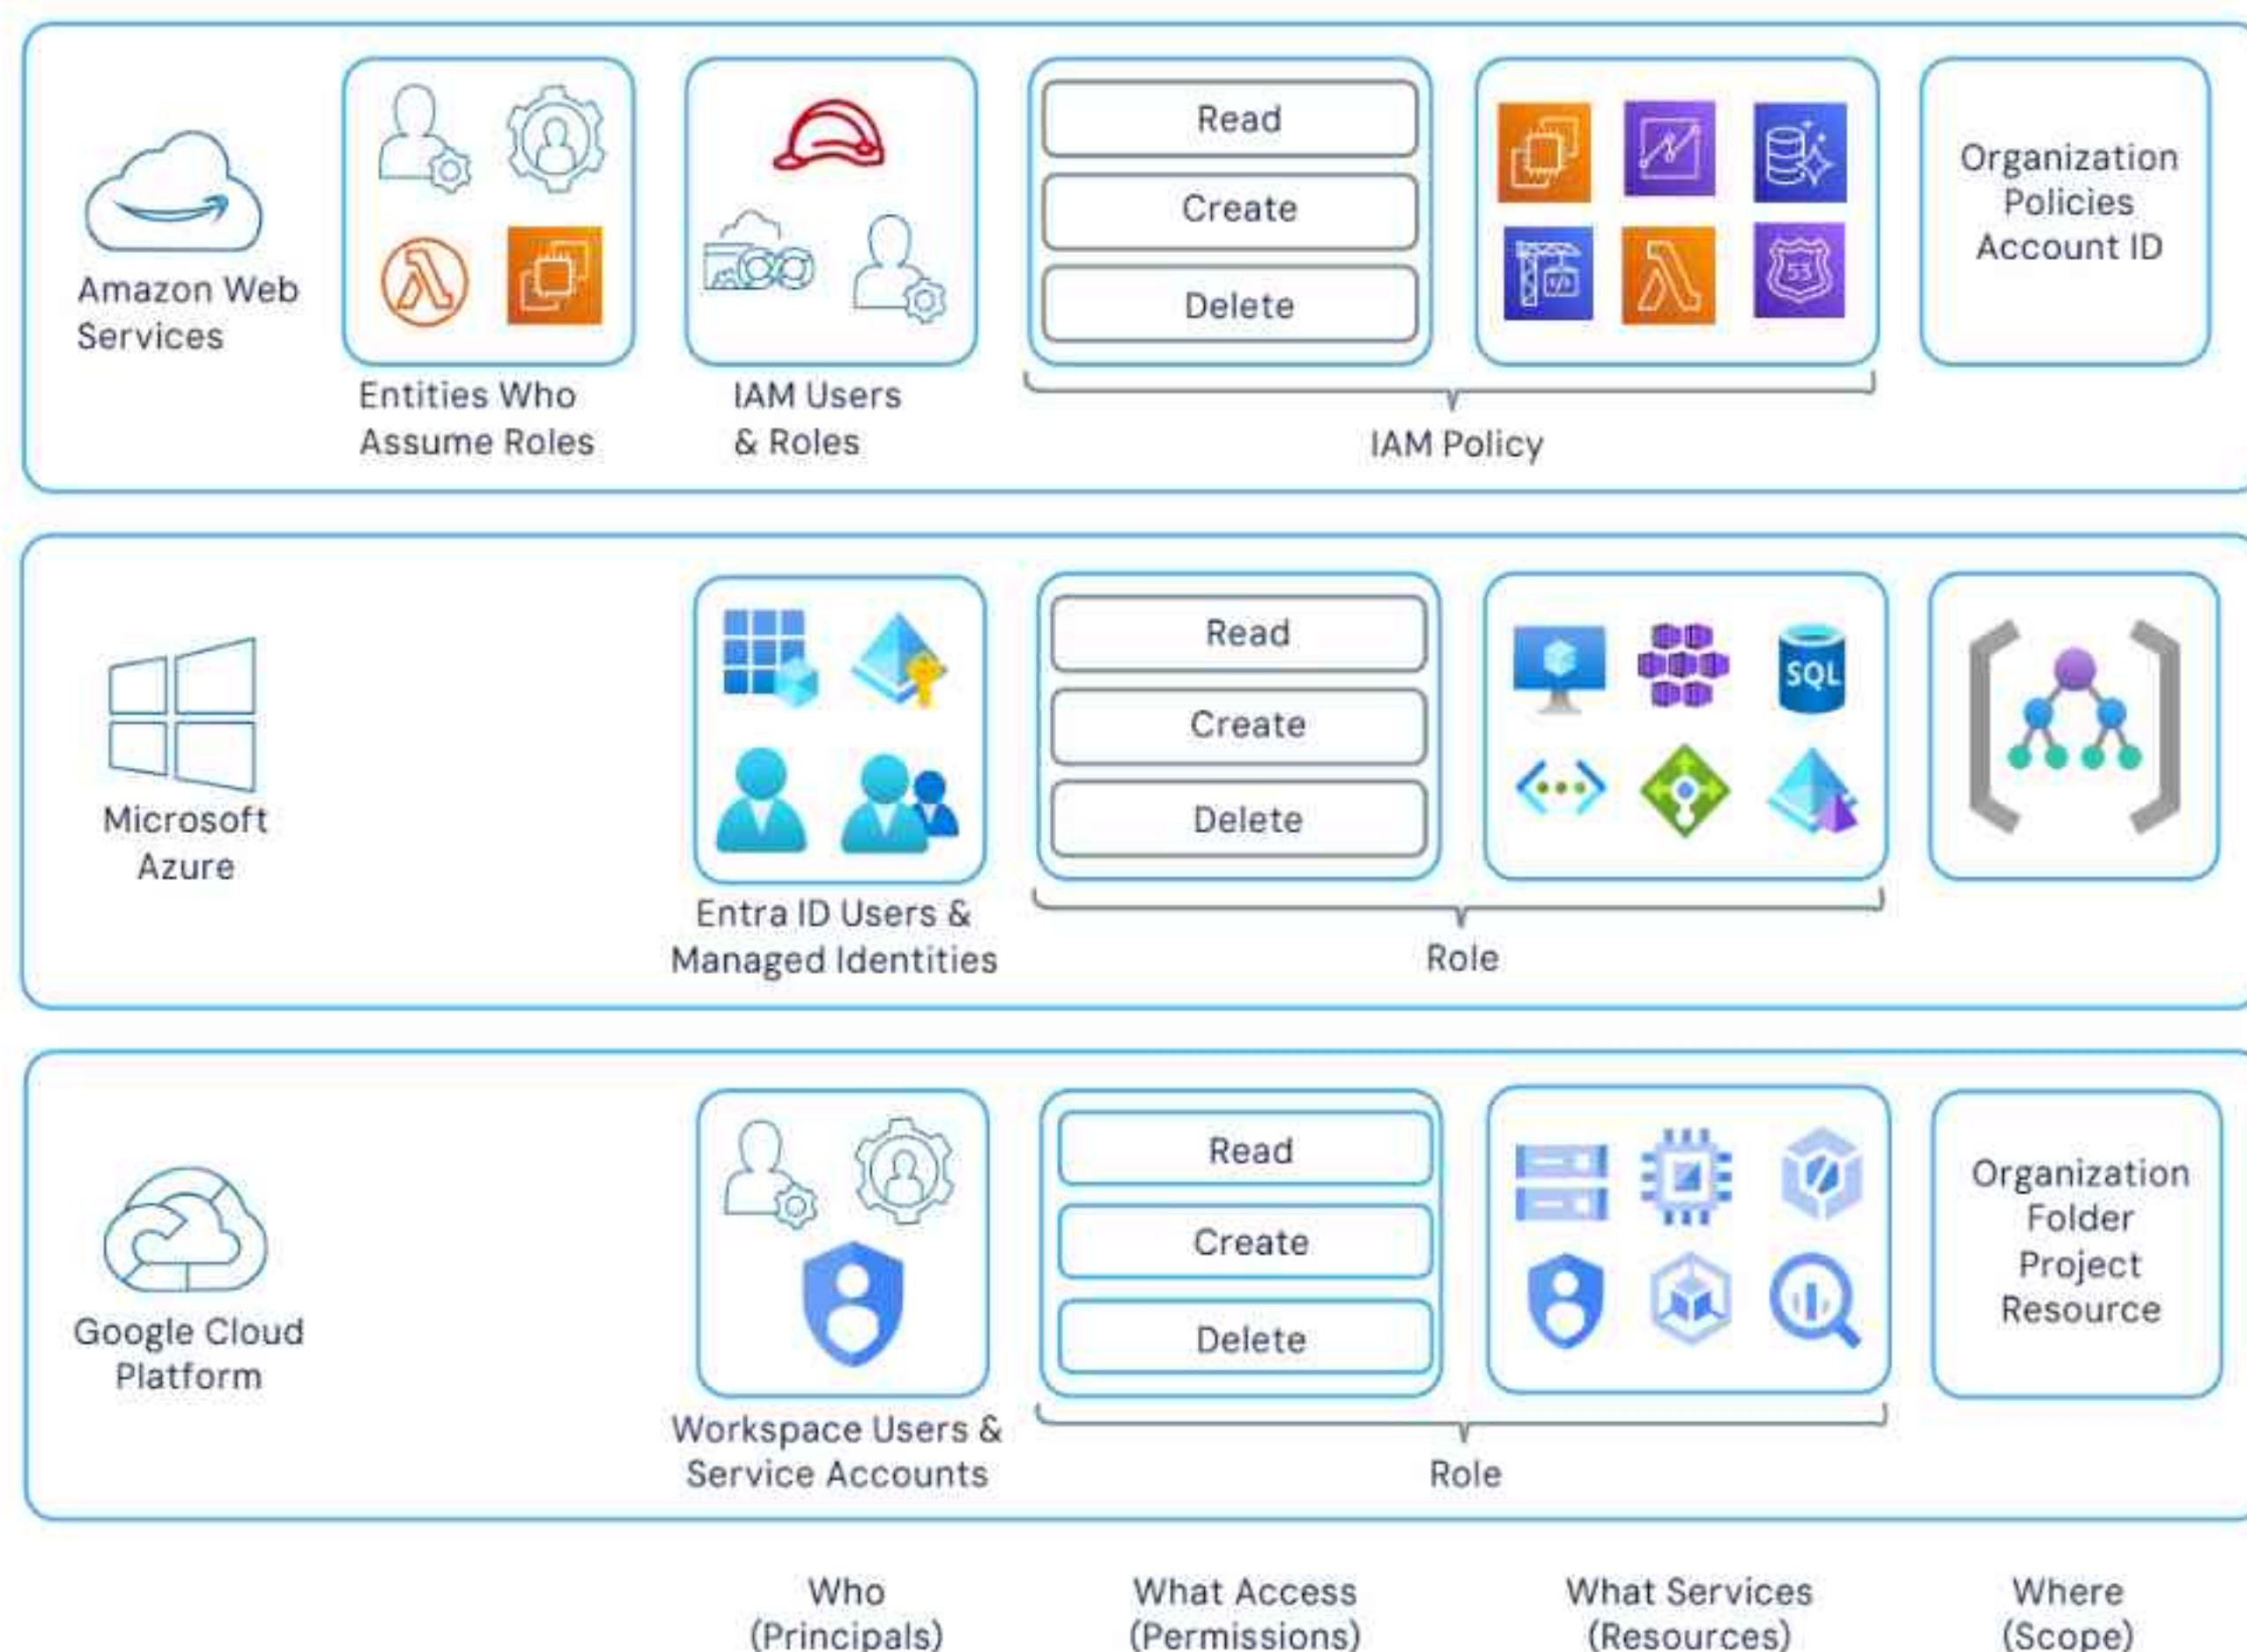 Amazon Web
Services
Entities Who
Assume Roles
IAM Users
& Roles
Read
Create
Delete
IAM Policy
53
Organization
Policies
Account ID
Microsoft
Azure
Entra ID Users &
Managed Identities
Read
Create
Delete
Role
SQL
Google Cloud
Platform
Workspace Users &
Service Accounts
Read
Create
Delete
Role
Organization
Folder
Project
Resource
Who
(Principals)
What Access
(Permissions)
What Services
(Resources)
Where
(Scope)